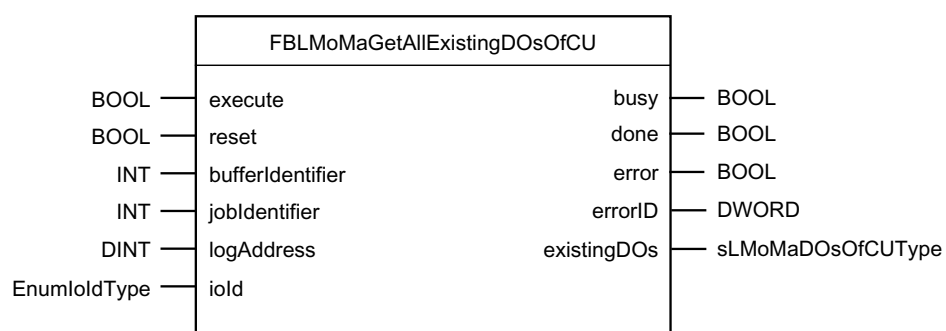 FBLMoMaGetAllExistingDOsOfCU
BOOL execute busy BOOL
BOOL reset done BOOL
INT bufferIdentifier error BOOL
INT jobIdentifier errorID DWORD
DINT logAddress existingDOs sLMoMaDOsOfCUType
EnumIoIdType ioId